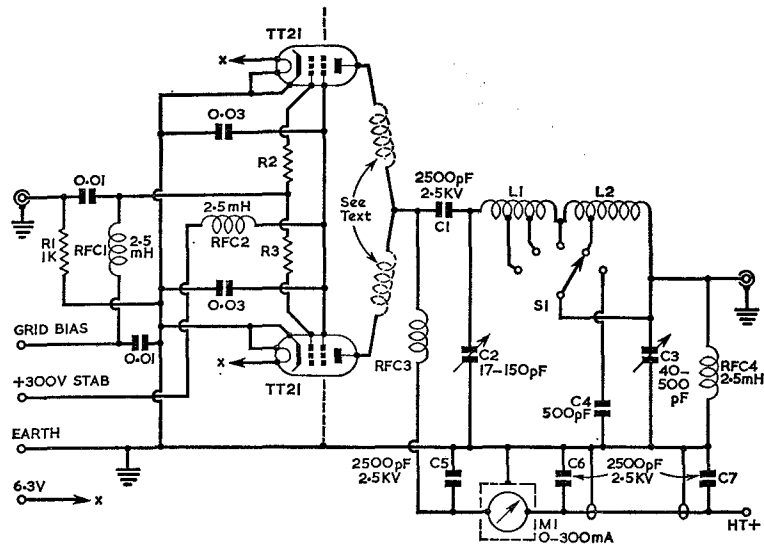 TT21
X
0·03
0·01
R2
2500pF
2·5KV
C1
L1
L2
See
Text
2·5mH
RFC2
R1
1K
RFC1
2·5
mH
R3
S1
0·03
GRID BIAS
0·01
X
TT21
RFC3
C2
17–150pF
C3
40–
500
pF
RFC4
2·5mH
+300V STAB
C4
500pF
EARTH
2500pF
2·5KV
C5
C6
2500pF
2·5KV
C7
6·3V
X
M1
0–300mA
HT+